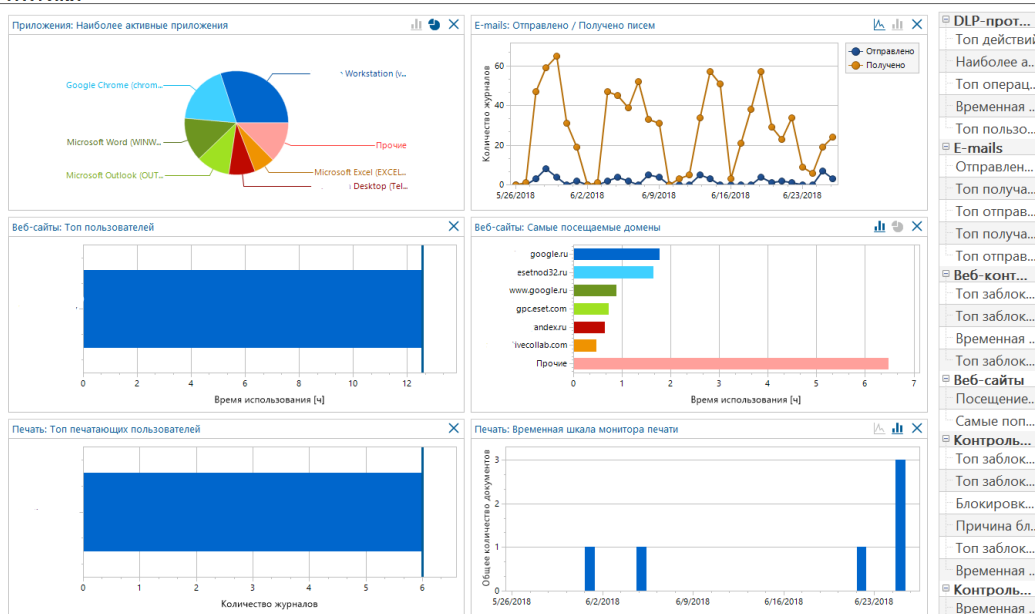 Приложения: Наиболее активные приложения
Workstation (v...
Google Chrome (chrom...
Microsoft Word (WINW...
Microsoft Outlook (OUT...
Прочие
Microsoft Excel (EXCEL...
Desktop (Tel...
E-mails: Отправлено / Получено писем
Отправлено
Получено
Количество журналов
60
40
20
0
5/26/2018 6/2/2018 6/9/2018 6/16/2018 6/23/2018
Веб-сайты: Топ пользователей
0 2 4 6 8 10 12
Время использования [ч]
Веб-сайты: Самые посещаемые домены
google.ru
esetnod32.ru
www.google.ru
gpc.eset.com
andex.ru
ivecollab.com
Прочие
0 1 2 3 4 5 6 7
Время использования [ч]
Печать: Топ печатающих пользователей
0 1 2 3 4 5 6
Количество журналов
Печать: Временная шкала монитора печати
Общее количество документов
3
2
1
0
5/26/2018 6/2/2018 6/9/2018 6/16/2018 6/23/2018
DLP-прот...
Топ действий
Наиболее а...
Топ операц...
Временная ...
Топ пользо...
E-mails
Отправлен...
Топ получа...
Топ отправ...
Топ получа...
Топ отправ...
Веб-конт...
Топ заблок...
Топ заблок...
Временная ...
Топ заблок...
Веб-сайты
Посещение...
Самые поп...
Контроль...
Топ заблок...
Топ заблок...
Блокировк...
Причина бл...
Топ заблок...
Временная ...
Контроль...
Временная ...